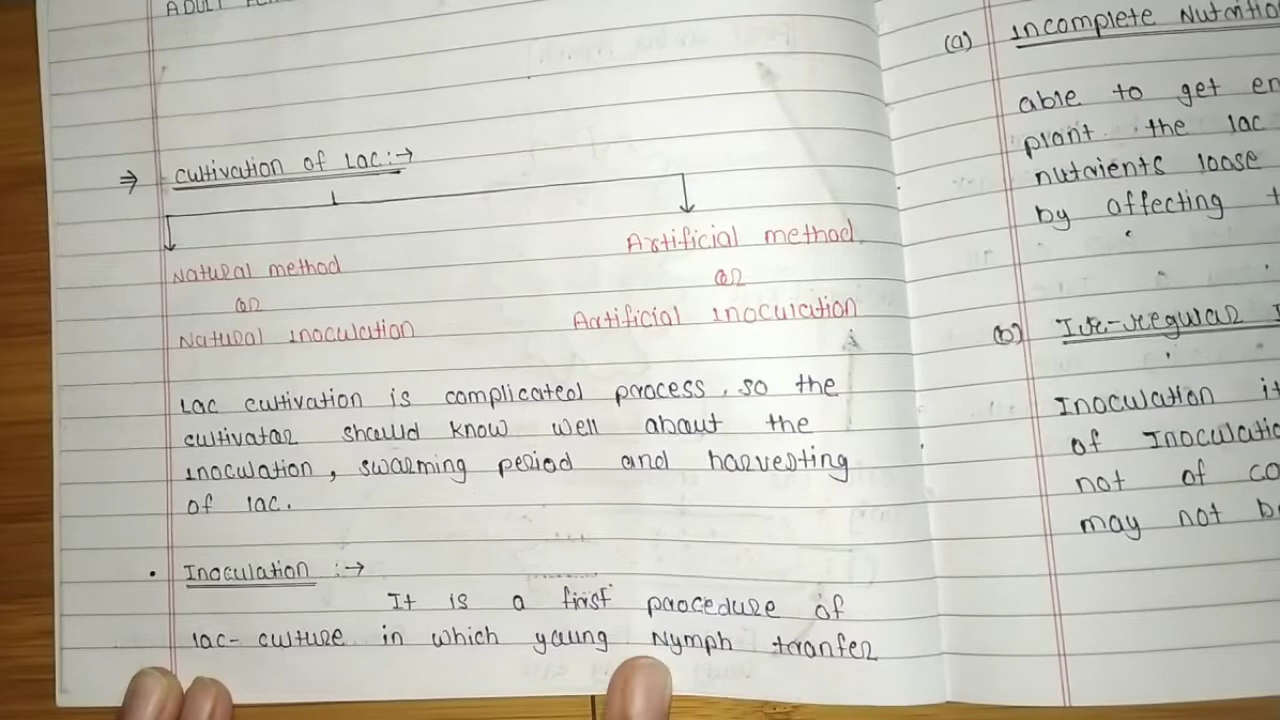 ADULT
⇒ Cultivation of Lac:→
Natural method
or
Natural inoculation
Artificial method
or
Artificial inoculation
Lac cultivation is complicated process, so the
cultivator should know well about the
inoculation, swarming period and harvesting
of lac.
• Inoculation :→
It is a first procedure of
lac- culture in which young Nymph tranfer
(a) incomplete Nutritio
able to get en
plant. the lac
nutrients loose
by affecting t
(b) Irr-regular I
Inoculation it
of Inoculatio
not of co
may not b